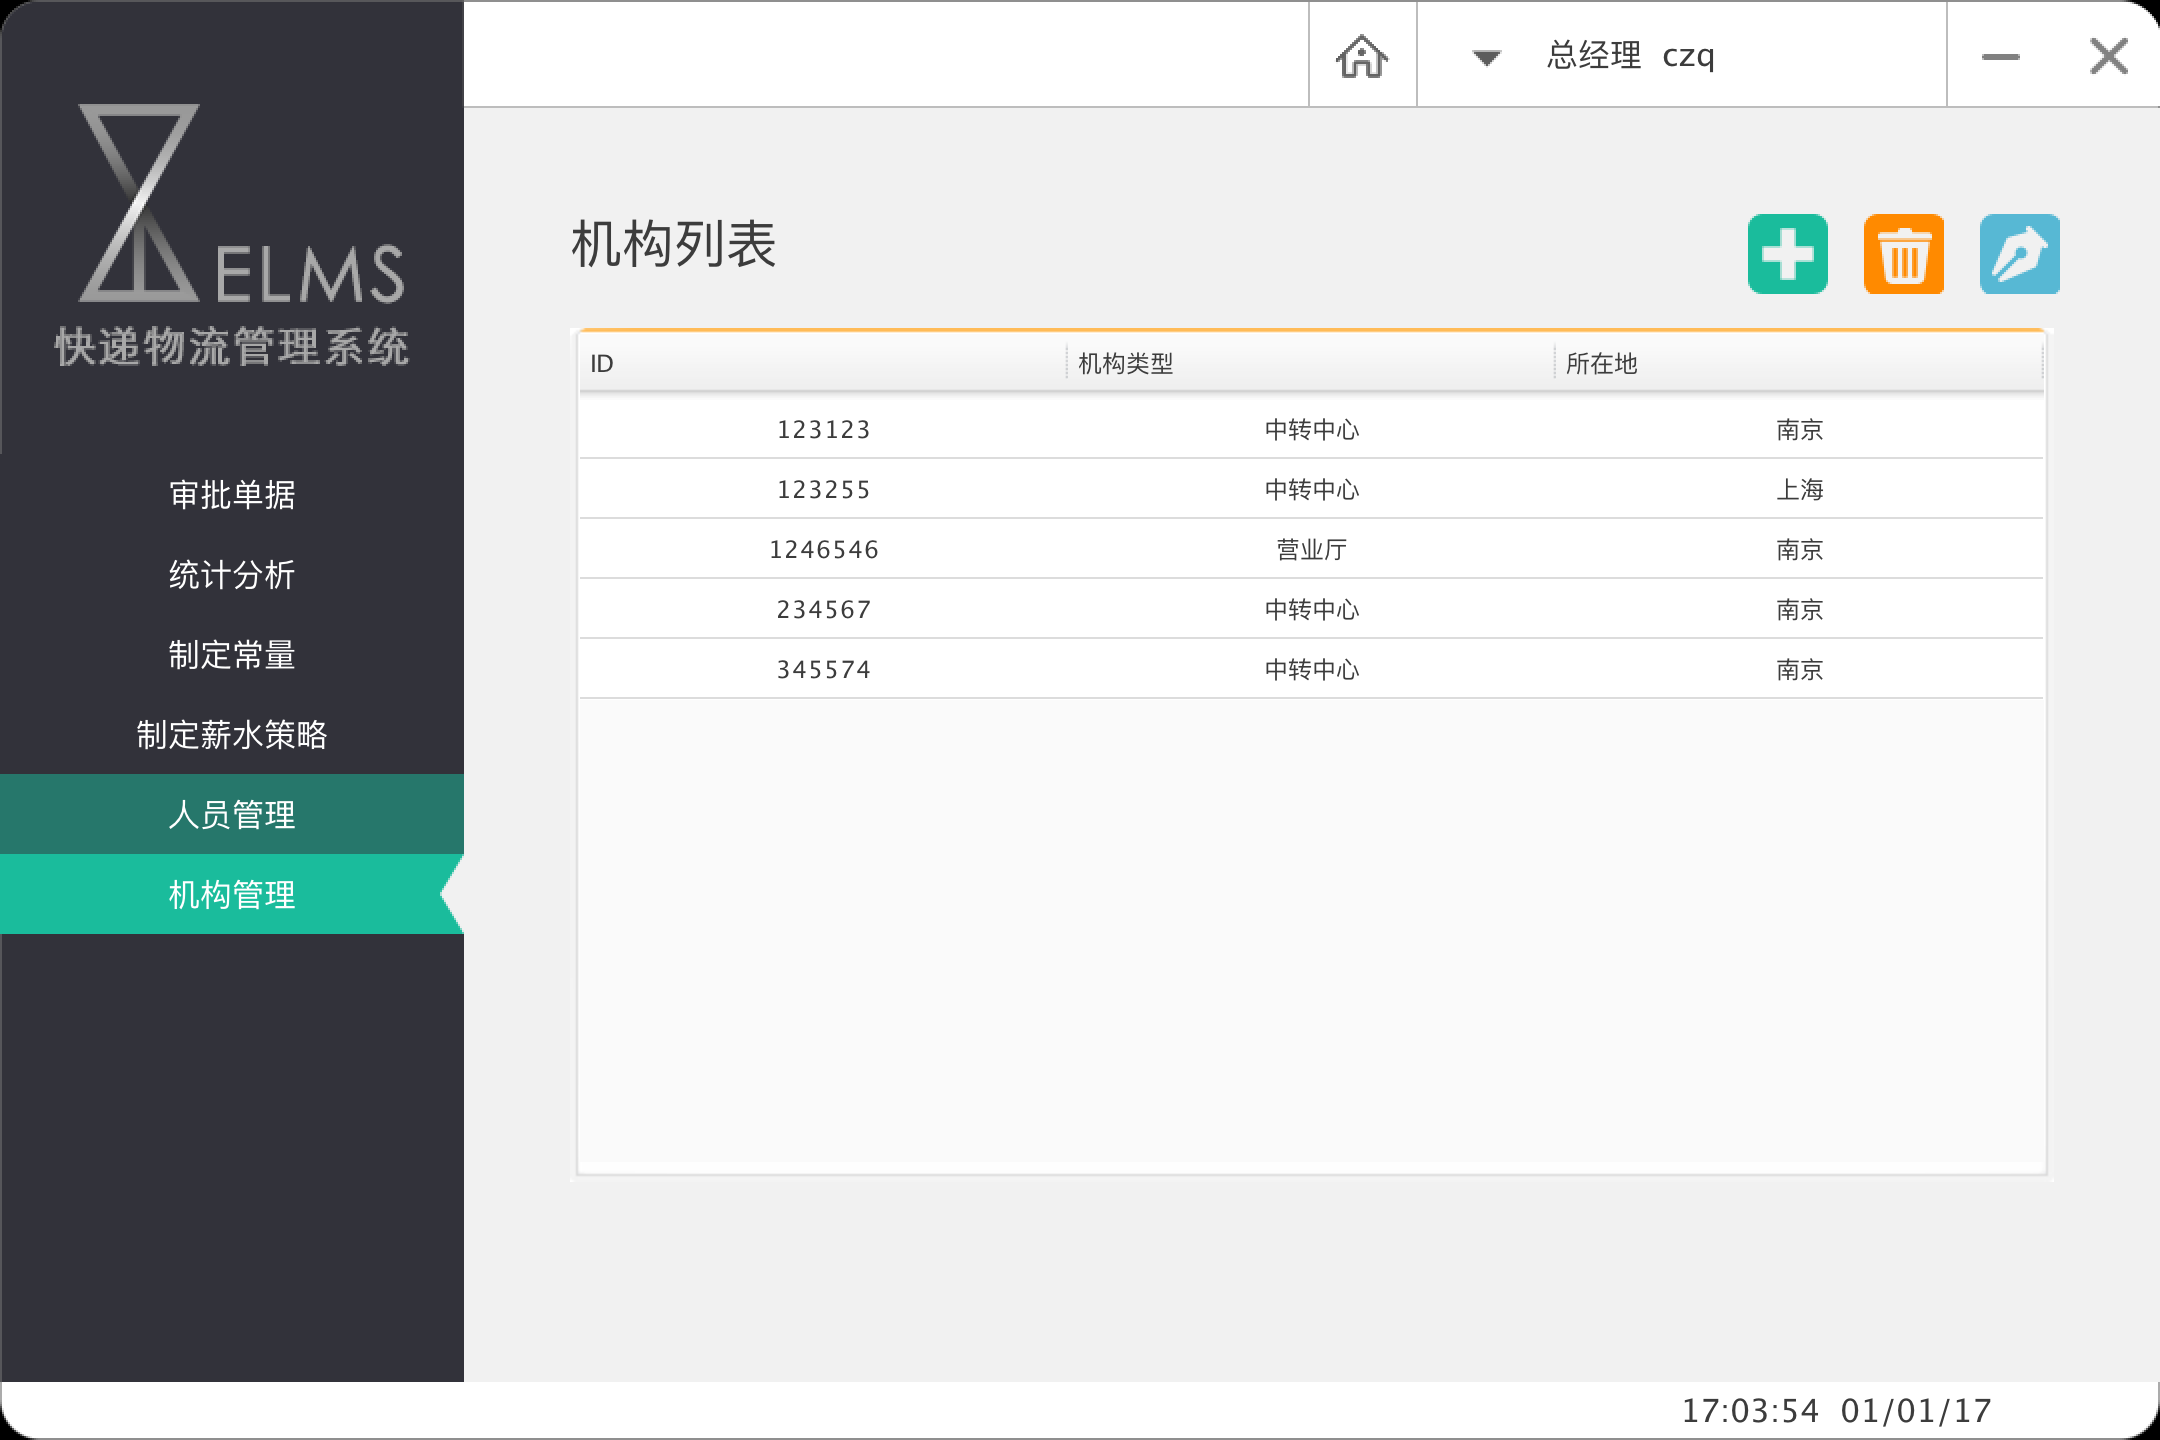 总经理 czq
ELMS
快递物流管理系统
审批单据
统计分析
制定常量
制定薪水策略
人员管理
机构管理
机构列表
ID 机构类型 所在地
123123 中转中心 南京
123255 中转中心 上海
1246546 营业厅 南京
234567 中转中心 南京
345574 中转中心 南京
17:03:54 01/01/17